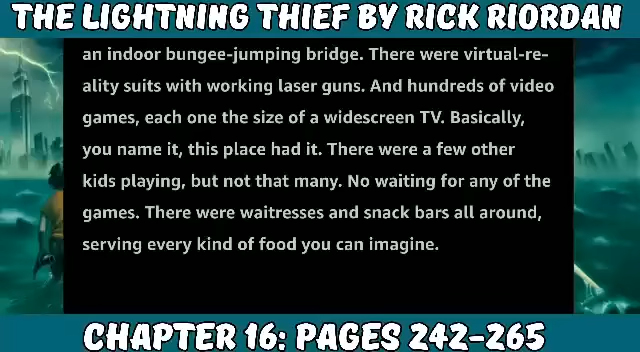 THE LIGHTNING THIEF BY RICK RIORDAN
an indoor bungee-jumping bridge. There were virtual-re-
ality suits with working laser guns. And hundreds of video
games, each one the size of a widescreen TV. Basically,
you name it, this place had it. There were a few other
kids playing, but not that many. No waiting for any of the
games. There were waitresses and snack bars all around,
serving every kind of food you can imagine.
CHAPTER 16: PAGES 242-265